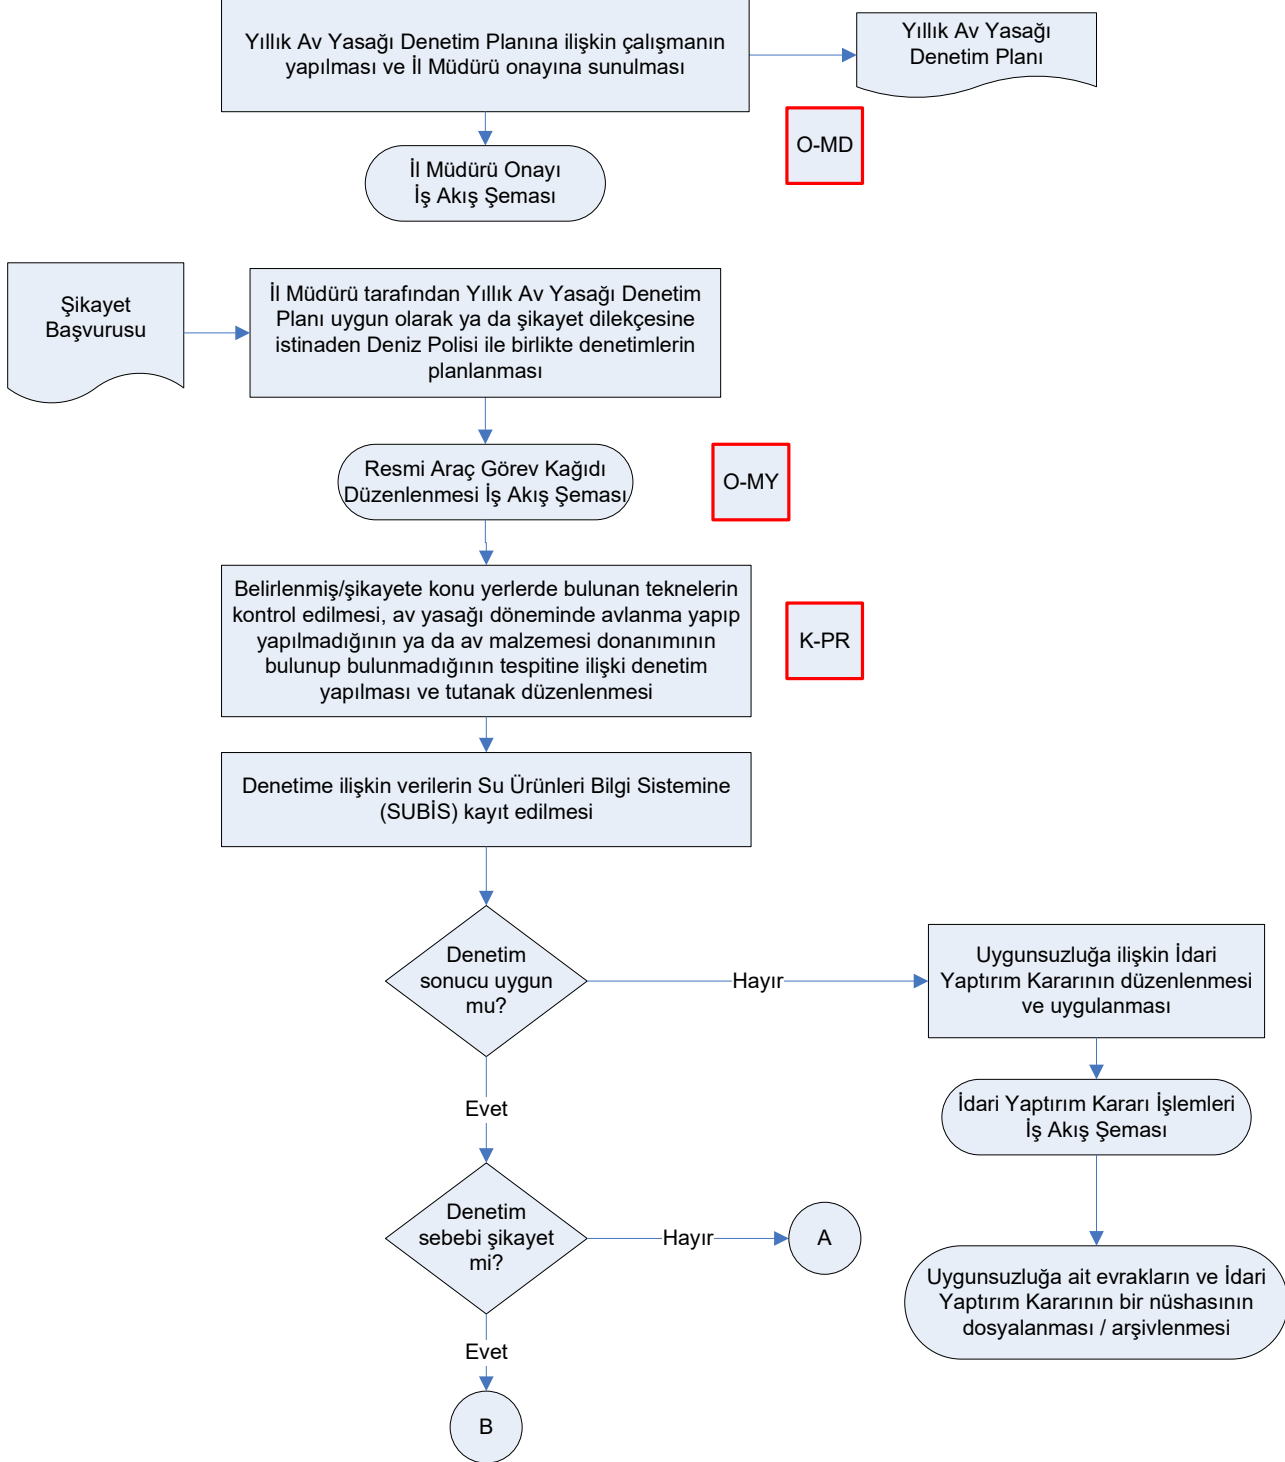 Yıllık Av Yasağı Denetim Planına ilişkin çalışmanın
yapılması ve İl Müdürü onayına sunulması
Yıllık Av Yasağı
Denetim Planı
O-MD
İl Müdürü Onayı
İş Akış Şeması
Şikayet
Başvurusu
İl Müdürü tarafından Yıllık Av Yasağı Denetim
Planı uygun olarak ya da şikayet dilekçesine
istinaden Deniz Polisi ile birlikte denetimlerin
planlanması
Resmi Araç Görev Kağıdı
Düzenlenmesi İş Akış Şeması
O-MY
Belirlenmiş/şikayete konu yerlerde bulunan teknelerin
kontrol edilmesi, av yasağı döneminde avlanma yapıp
yapılmadığının ya da av malzemesi donanımının
bulunup bulunmadığının tespitine ilişki denetim
yapılması ve tutanak düzenlenmesi
K-PR
Denetime ilişkin verilerin Su Ürünleri Bilgi Sistemine
(SUBİS) kayıt edilmesi
Denetim
sonucu uygun
mu?
Hayır
Uygunsuzluğa ilişkin İdari
Yaptırım Kararının düzenlenmesi
ve uygulanması
İdari Yaptırım Kararı İşlemleri
İş Akış Şeması
Evet
Denetim
sebebi şikayet
mi?
Hayır
A
Uygunsuzluğa ait evrakların ve İdari
Yaptırım Kararının bir nüshasının
dosyalanması / arşivlenmesi
Evet
B